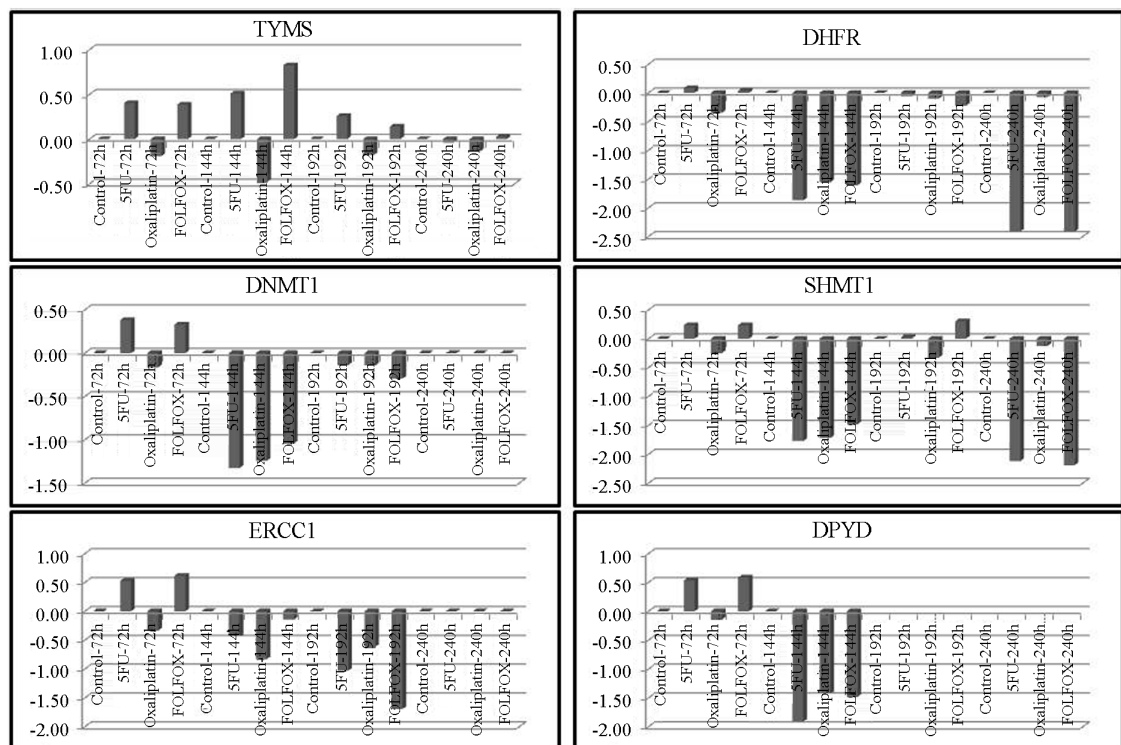 TYMS
1.00
0.50
0.00
-0.50
Control-72h
5FU-72h
Oxaliplatin-72h
FOLFOX-72h
Control-144h
5FU-144h
Oxaliplatin-144h
FOLFOX-144h
Control-192h
5FU-192h
Oxaliplatin-192h
FOLFOX-192h
Control-240h
5FU-240h
Oxaliplatin-240h
FOLFOX-240h
DHFR
0.50
0.00
-0.50
-1.00
-1.50
-2.00
-2.50
Control-72h
5FU-72h
Oxaliplatin-72h
FOLFOX-72h
Control-144h
5FU-144h
Oxaliplatin-144h
FOLFOX-144h
Control-192h
5FU-192h
Oxaliplatin-192h
FOLFOX-192h
Control-240h
5FU-240h
Oxaliplatin-240h
FOLFOX-240h
DNMT1
0.50
0.00
-0.50
-1.00
-1.50
Control-72h
5FU-72h
Oxaliplatin-72h
FOLFOX-72h
Control-144h
5FU-144h
Oxaliplatin-144h
FOLFOX-144h
Control-192h
5FU-192h
Oxaliplatin-192h
FOLFOX-192h
Control-240h
5FU-240h
Oxaliplatin-240h
FOLFOX-240h
SHMT1
0.50
0.00
-0.50
-1.00
-1.50
-2.00
-2.50
Control-72h
5FU-72h
Oxaliplatin-72h
FOLFOX-72h
Control-144h
5FU-144h
Oxaliplatin-144h
FOLFOX-144h
Control-192h
5FU-192h
Oxaliplatin-192h
FOLFOX-192h
Control-240h
5FU-240h
Oxaliplatin-240h
FOLFOX-240h
ERCC1
1.00
0.50
0.00
-0.50
-1.00
-1.50
-2.00
Control-72h
5FU-72h
Oxaliplatin-72h
FOLFOX-72h
Control-144h
5FU-144h
Oxaliplatin-144h
FOLFOX-144h
Control-192h
5FU-192h
Oxaliplatin-192h
FOLFOX-192h
Control-240h
5FU-240h
Oxaliplatin-240h
FOLFOX-240h
DPYD
1.00
0.50
0.00
-0.50
-1.00
-1.50
-2.00
Control-72h
5FU-72h
Oxaliplatin-72h
FOLFOX-72h
Control-144h
5FU-144h
Oxaliplatin-144h
FOLFOX-144h
Control-192h
5FU-192h
Oxaliplatin-192h...
FOLFOX-192h
Control-240h
5FU-240h
Oxaliplatin-240h...
FOLFOX-240h